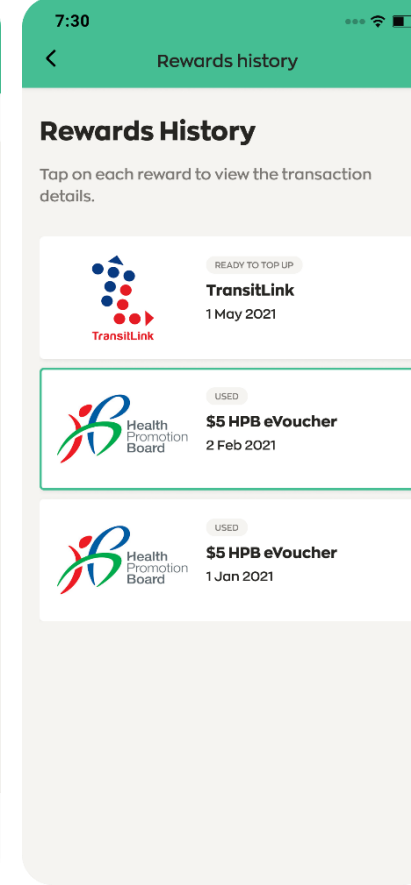 7:30
Rewards history
Rewards History
Tap on each reward to view the transaction
details.
TransitLink
READY TO TOP UP
TransitLink
1 May 2021
Health
Promotion
Board
USED
$5 HPB eVoucher
2 Feb 2021
Health
Promotion
Board
USED
$5 HPB eVoucher
1 Jan 2021